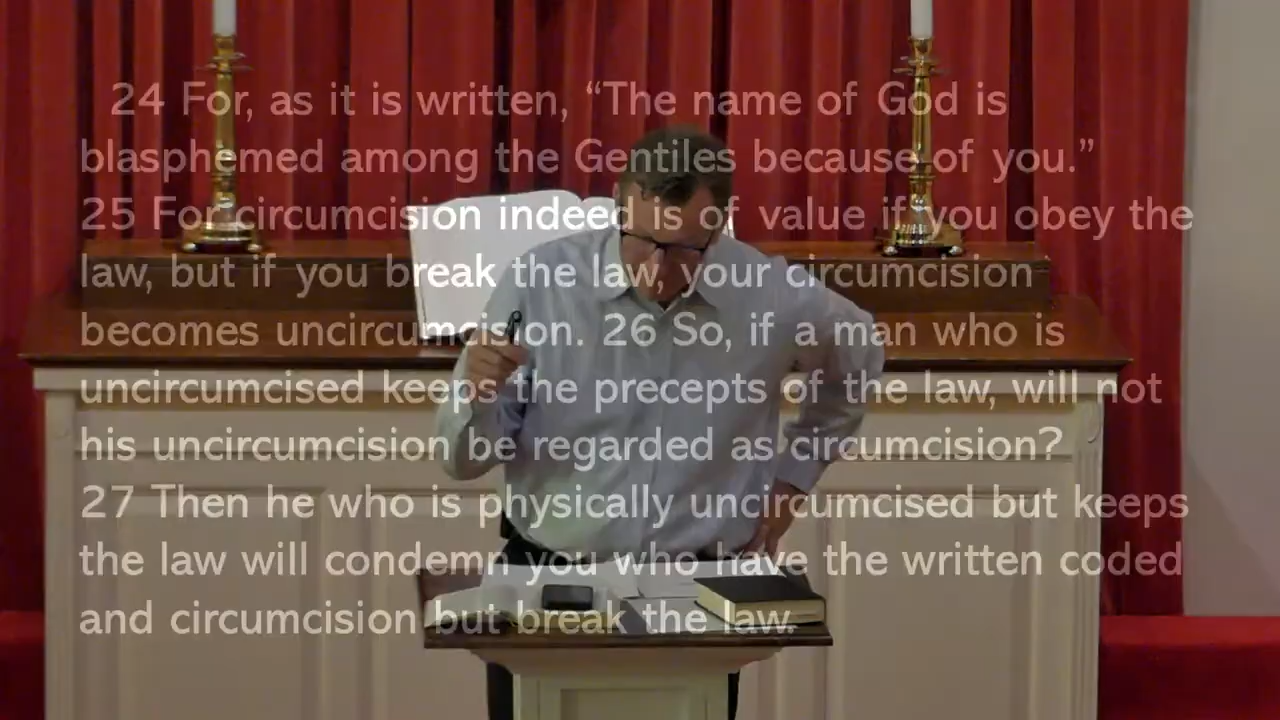 24 For, as it is written, “The name of God is
blasphemed among the Gentiles because of you.”
25 For circumcision indeed is of value if you obey the
law, but if you break the law, your circumcision
becomes uncircumcision. 26 So, if a man who is
uncircumcised keeps the precepts of the law, will not
his uncircumcision be regarded as circumcision?
27 Then he who is physically uncircumcised but keeps
the law will condemn you who have the written coded
and circumcision but break the law.